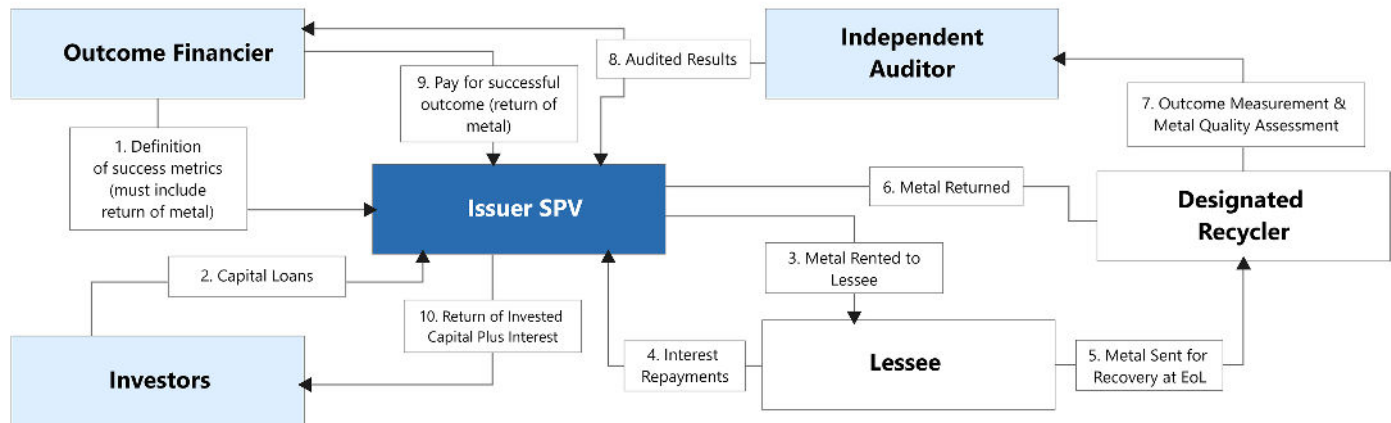 Outcome Financier
Independent
Auditor
8. Audited Results
9. Pay for successful
outcome (return of
metal)
7. Outcome Measurement &
Metal Quality Assessment
1. Definition
of success metrics
(must include
return of metal)
Issuer SPV
6. Metal Returned
Designated
Recycler
2. Capital Loans
3. Metal Rented to
Lessee
10. Return of Invested
Capital Plus Interest
Investors
4. Interest
Repayments
Lessee
5. Metal Sent for
Recovery at EoL